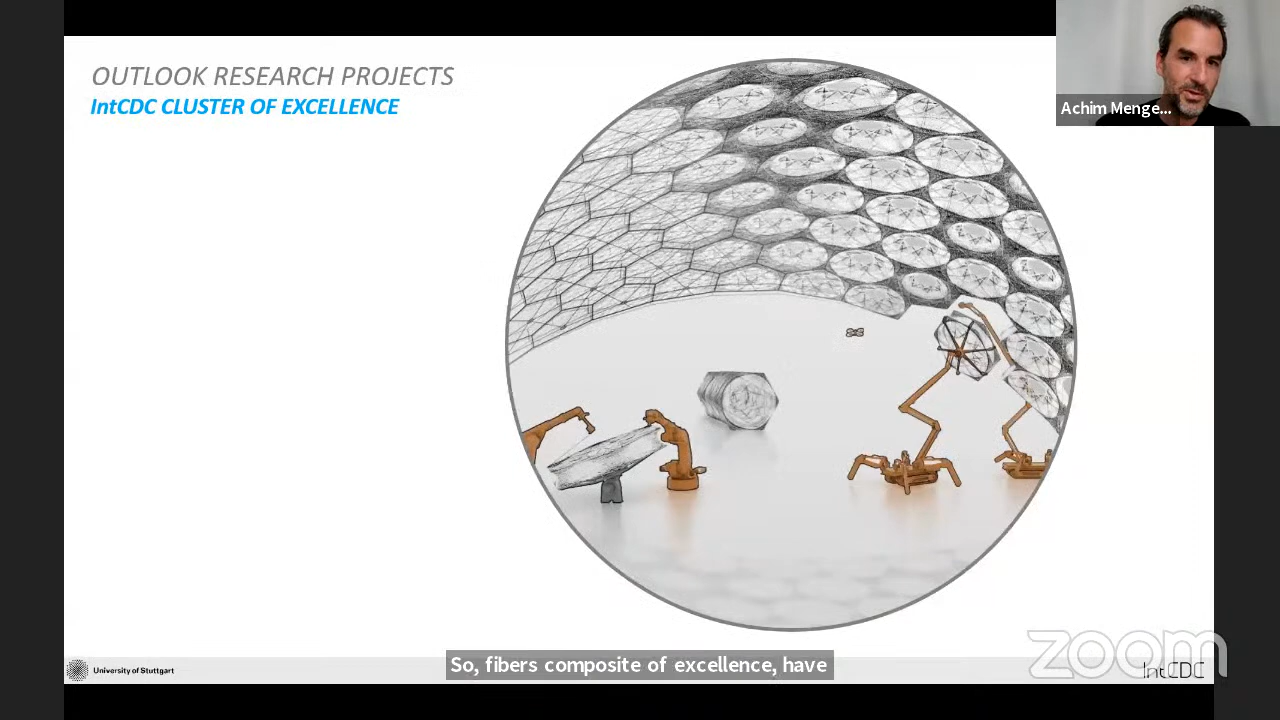 OUTLOOK RESEARCH PROJECTS
IntCDC CLUSTER OF EXCELLENCE
Achim Menge...
So, fibers composite of excellence, have
University of Stuttgart
zoom
IntCDC